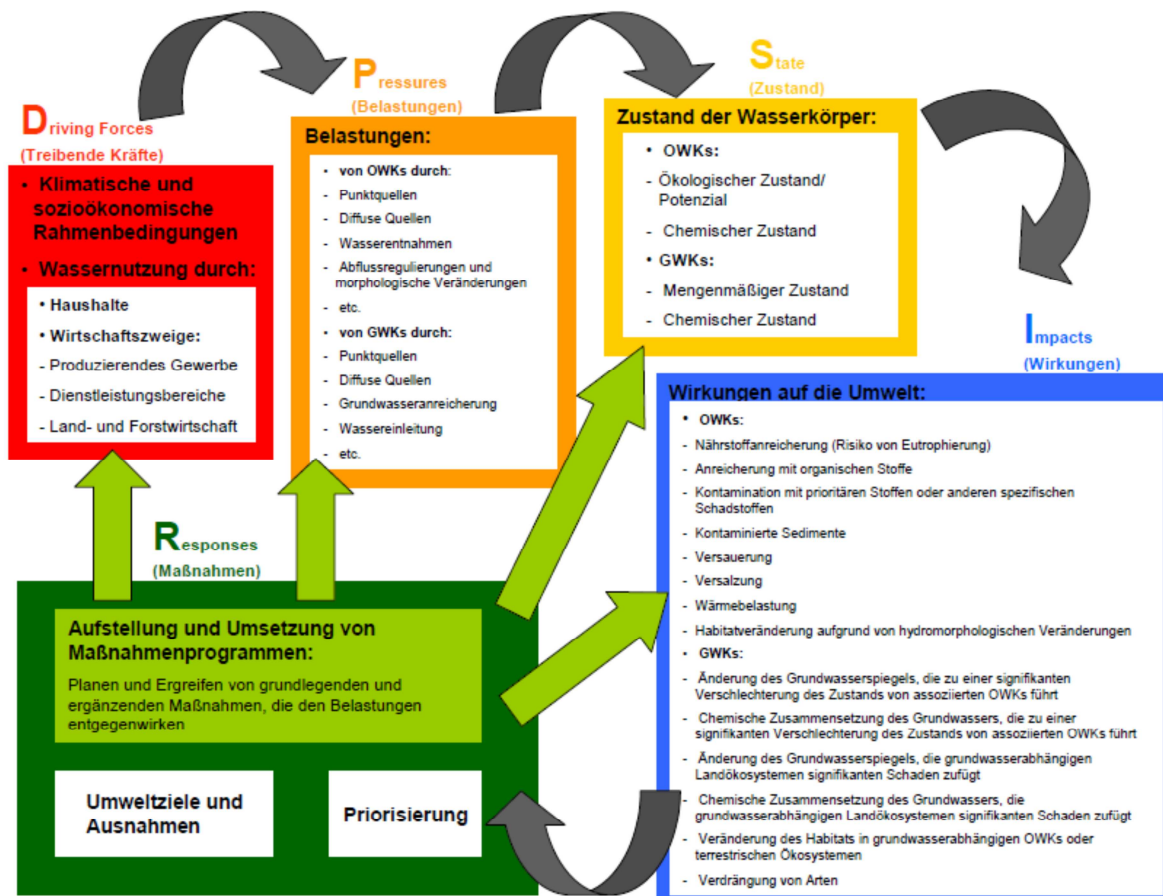 Driving Forces
(Treibende Kräfte)
• Klimatische und
sozioökonomische
Rahmenbedingungen
• Wassernutzung durch:
• Haushalte
• Wirtschaftszweige:
- Produzierendes Gewerbe
- Dienstleistungsbereiche
- Land- und Forstwirtschaft
Pressures
(Belastungen)
Belastungen:
• von OWKs durch:
- Punktquellen
- Diffuse Quellen
- Wasserentnahmen
- Abflussregulierungen und
morphologische Veränderungen
- etc.
• von GWKs durch:
- Punktquellen
- Diffuse Quellen
- Grundwasseranreicherung
- Wassereinleitung
- etc.
State
(Zustand)
Zustand der Wasserkörper:
• OWKs:
- Ökologischer Zustand/
Potenzial
- Chemischer Zustand
• GWKs:
- Mengenmäßiger Zustand
- Chemischer Zustand
Impacts
(Wirkungen)
Wirkungen auf die Umwelt:
• OWKs:
- Nährstoffanreicherung (Risiko von Eutrophierung)
- Anreicherung mit organischen Stoffe
- Kontamination mit prioritären Stoffen oder anderen spezifischen
Schadstoffen
- Kontaminierte Sedimente
- Versauerung
- Versalzung
- Wärmebelastung
- Habitatveränderung aufgrund von hydromorphologischen Veränderungen
• GWKs:
- Änderung des Grundwasserspiegels, die zu einer signifikanten
Verschlechterung des Zustands von assoziierten OWKs führt
- Chemische Zusammensetzung des Grundwassers, die zu einer
signifikanten Verschlechterung des Zustands von assoziierten OWKs führt
- Änderung des Grundwasserspiegels, die grundwasserabhängigen
Landökosystemen signifikanten Schaden zufügt
- Chemische Zusammensetzung des Grundwassers, die
grundwasserabhängigen Landökosystemen signifikanten Schaden zufügt
- Veränderung des Habitats in grundwasserabhängigen OWKs oder
terrestrischen Ökosystemen
- Verdrängung von Arten
Responses
(Maßnahmen)
Aufstellung und Umsetzung von
Maßnahmenprogrammen:
Planen und Ergreifen von grundlegenden und
ergänzenden Maßnahmen, die den Belastungen
entgegenwirken
Umweltziele und
Ausnahmen
Priorisierung